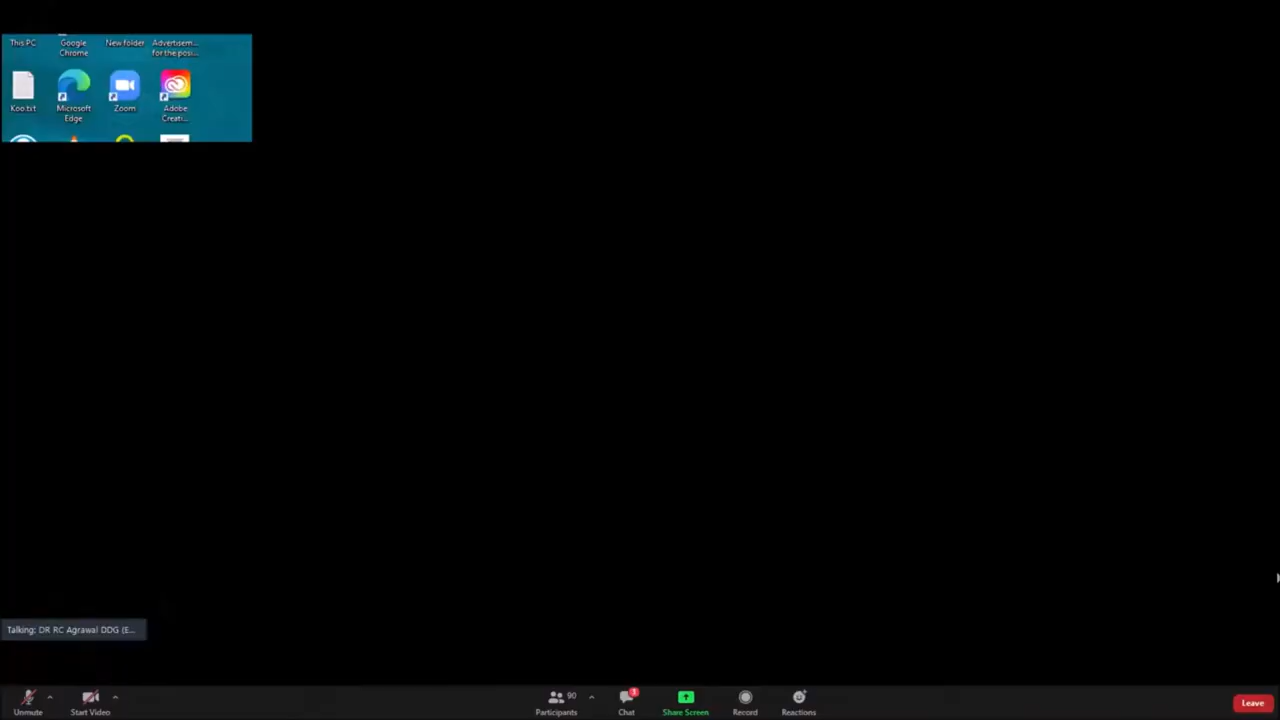 This PC
Google
Chrome
New folder
Advertisem...
for the posi...
Koo.txt
Microsoft
Edge
Zoom
Adobe
Creati...
Talking: DR RC Agrawal DDG (E...
Unmute
Start Video
90
Participants
3
Chat
Share Screen
Record
Reactions
Leave